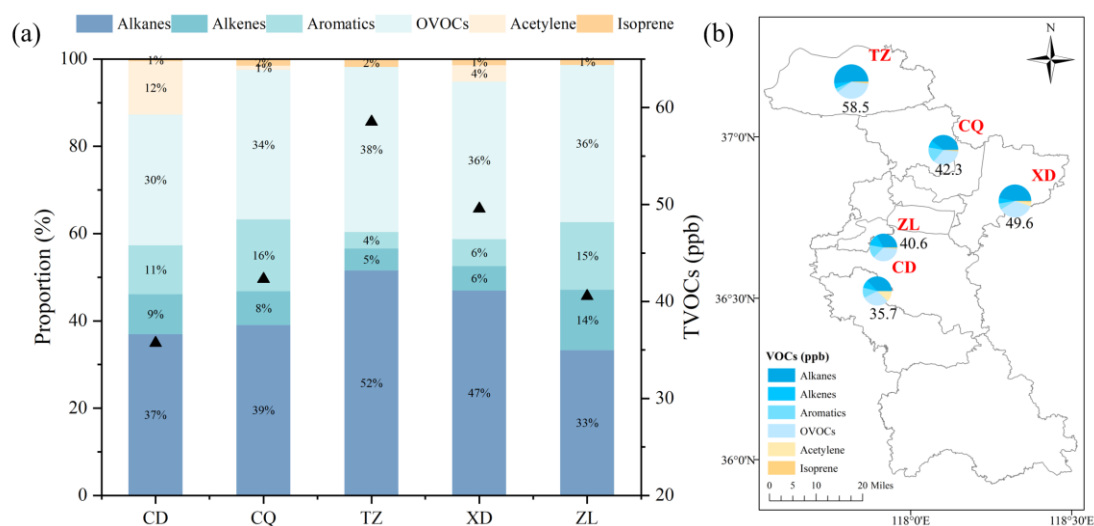 (a)
Alkanes Alkenes Aromatics OVOCs Acetylene Isoprene
Proportion (%)
100
80
60
40
20
0
1%
12%
30%
11%
9%
37%
1%
34%
16%
8%
39%
2%
38%
4%
5%
52%
1%
4%
36%
6%
6%
47%
1%
36%
15%
14%
33%
CD CQ TZ XD ZL
60
50
40
30
20
TVOCs (ppb)
(b)
N
TZ
58.5
CQ
42.3
XD
49.6
ZL
40.6
CD
35.7
37°0'N
36°30'N
36°0'N
VOCs (ppb)
Alkanes
Alkenes
Aromatics
OVOCs
Acetylene
Isoprene
0 5 10 20 Miles
118°0'E 118°30'E